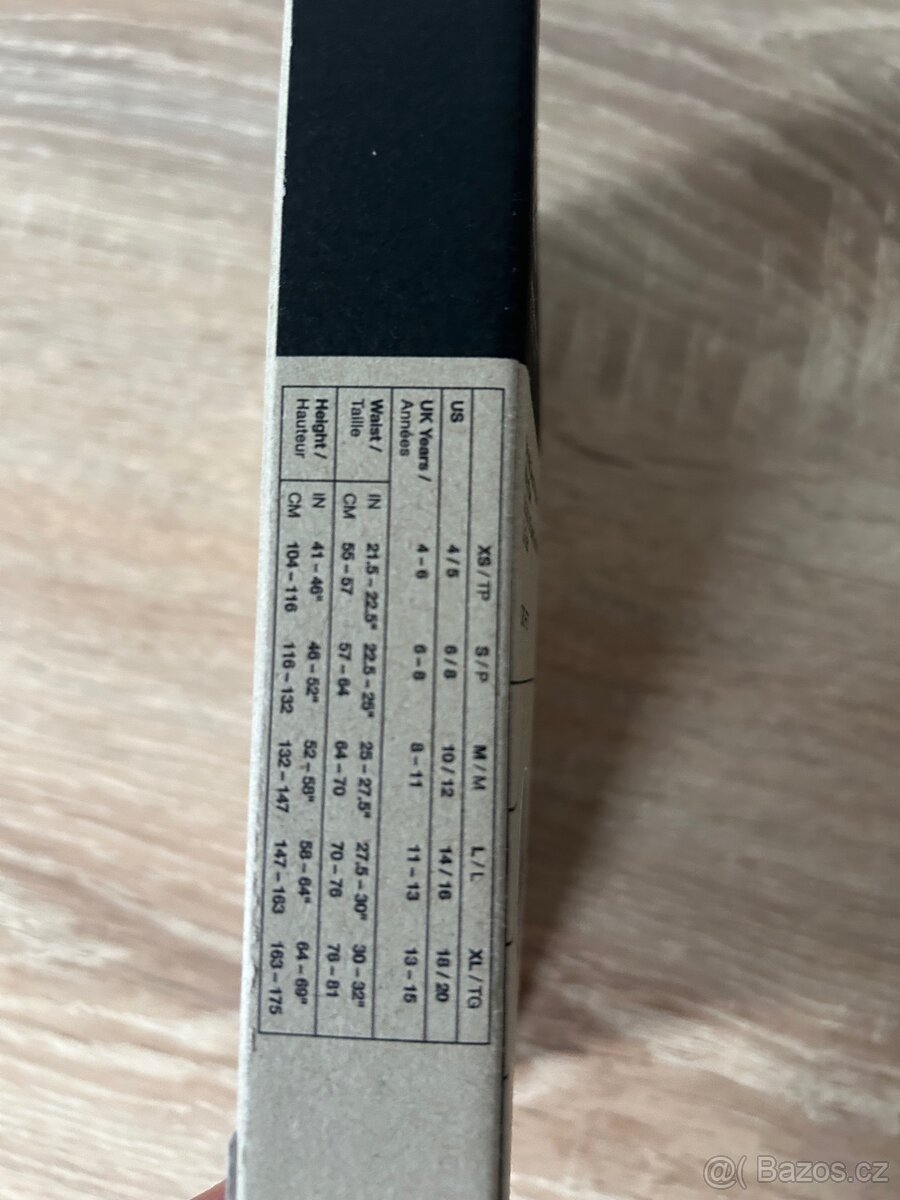 XS / TP S / P M / M L / L XL / TG
US 4 / 5 6 / 8 10 / 12 14 / 16 18 / 20
UK Years / 4 – 6 6 – 8 8 – 11 11 – 13 13 – 15
Années
Waist / IN 21.5 – 22.5" 22.5 – 25" 25 – 27.5" 27.5 – 30" 30 – 32"
Taille CM 55 – 57 57 – 64 64 – 70 70 – 76 76 – 81
Height / IN 41 – 46" 46 – 52" 52 – 58" 58 – 64" 64 – 69"
Hauteur CM 104 – 116 116 – 132 132 – 147 147 – 163 163 – 175
@( Bazos.cz